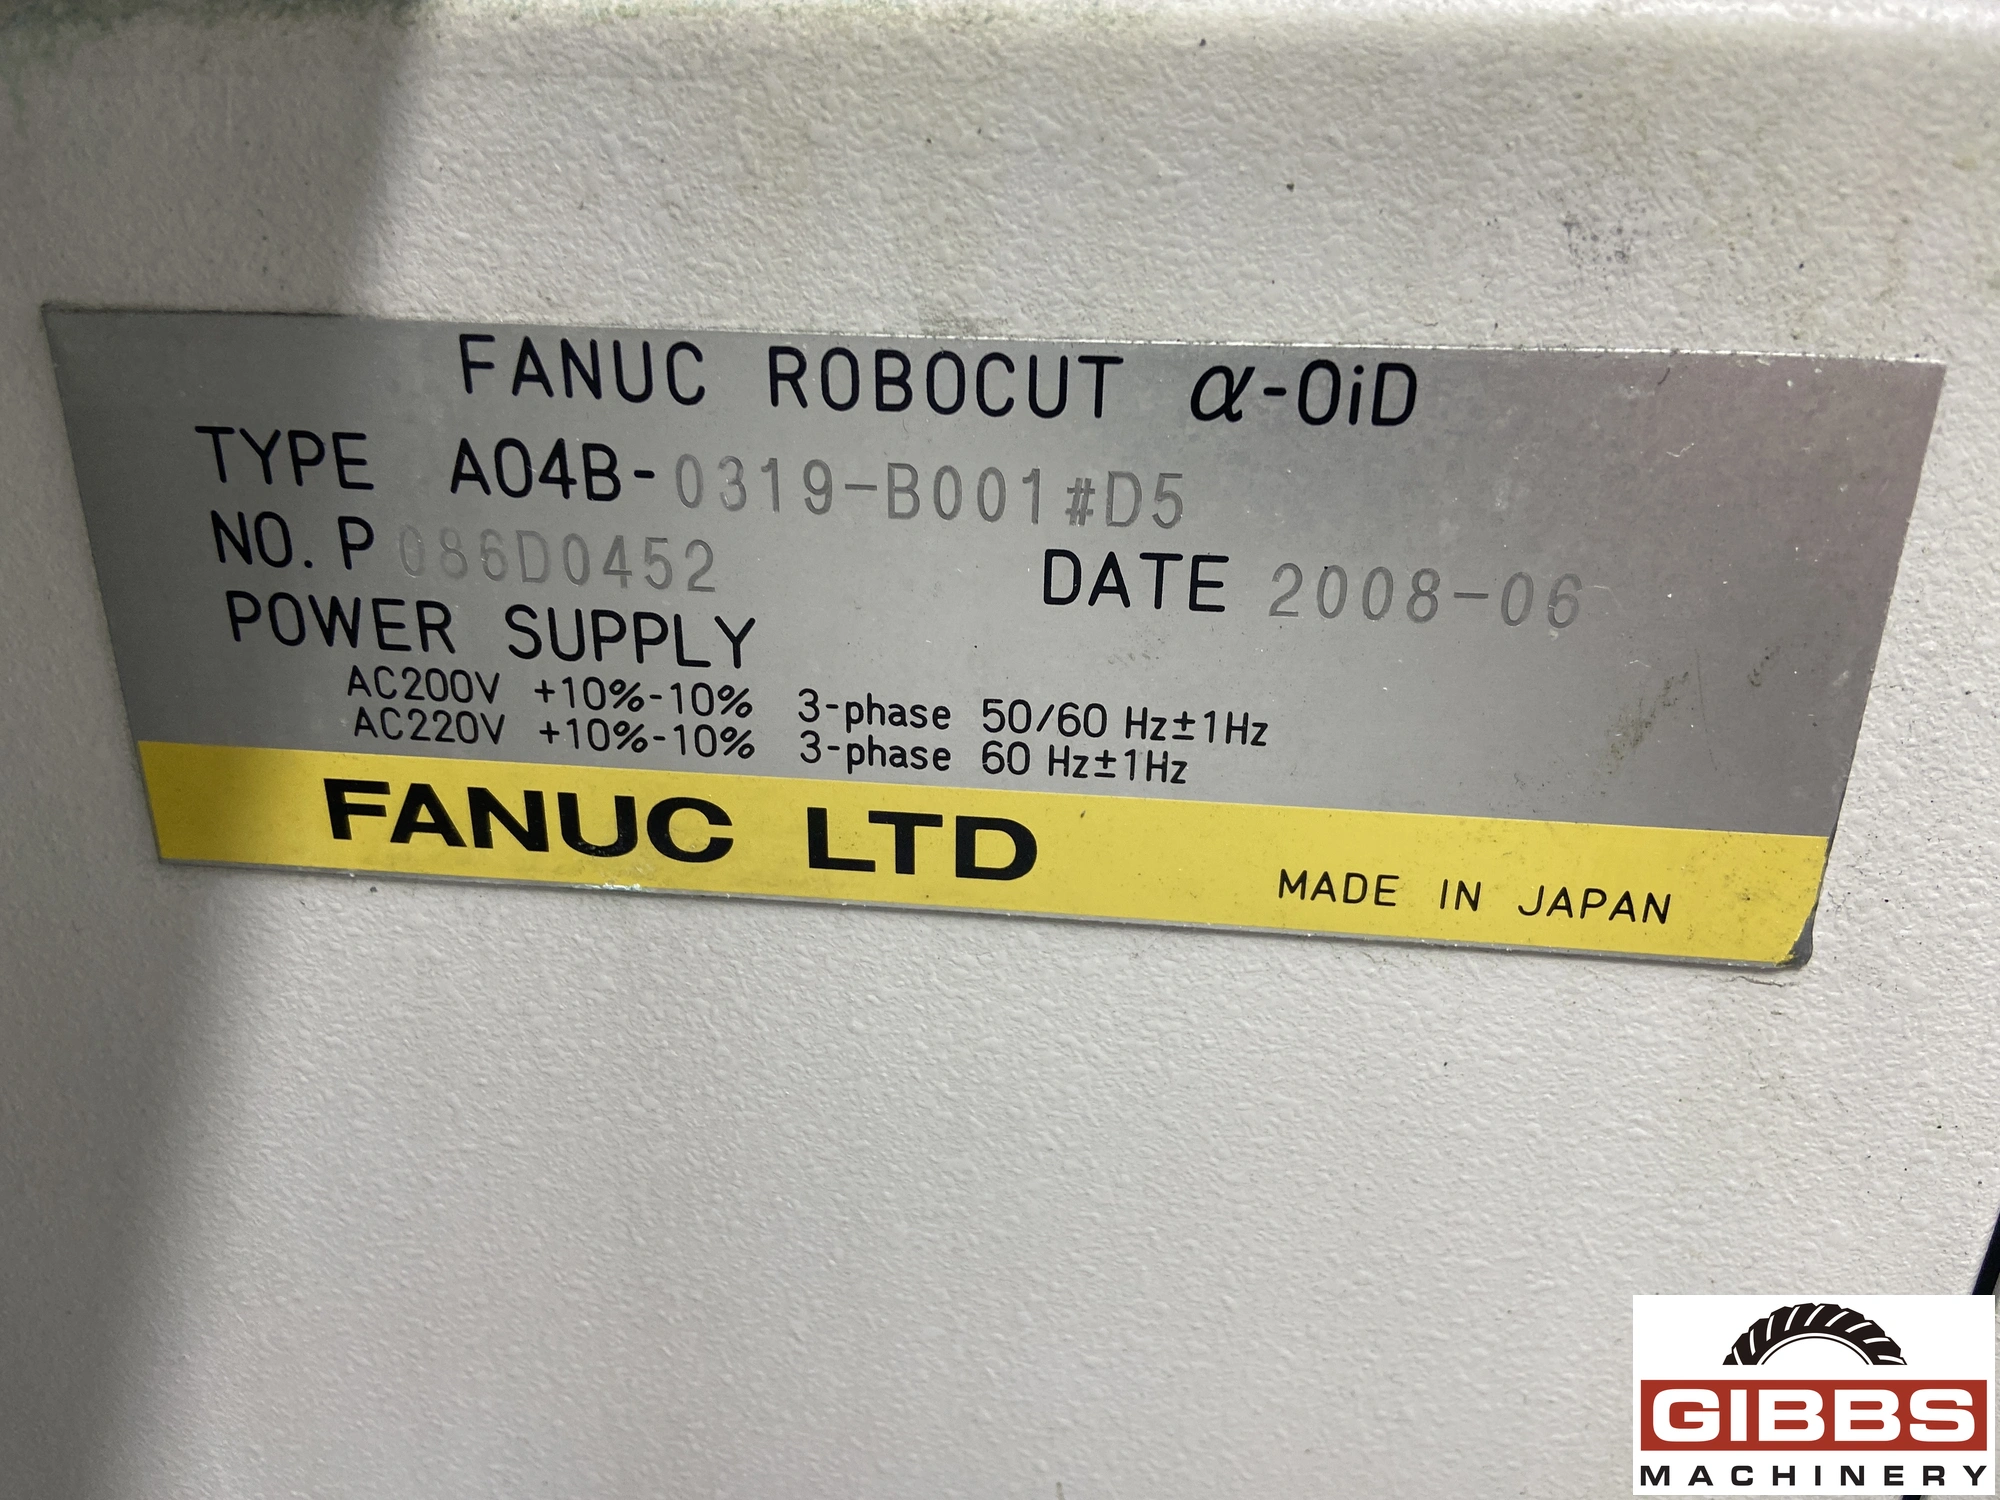 FANUC ROBOCUT α-0iD
TYPE A04B-0319-B001#D5
NO. P 086D0452 DATE 2008-06
POWER SUPPLY
AC200V +10%-10% 3-phase 50/60 Hz±1Hz
AC220V +10%-10% 3-phase 60 Hz±1Hz
FANUC LTD MADE IN JAPAN
GIBBS
MACHINERY